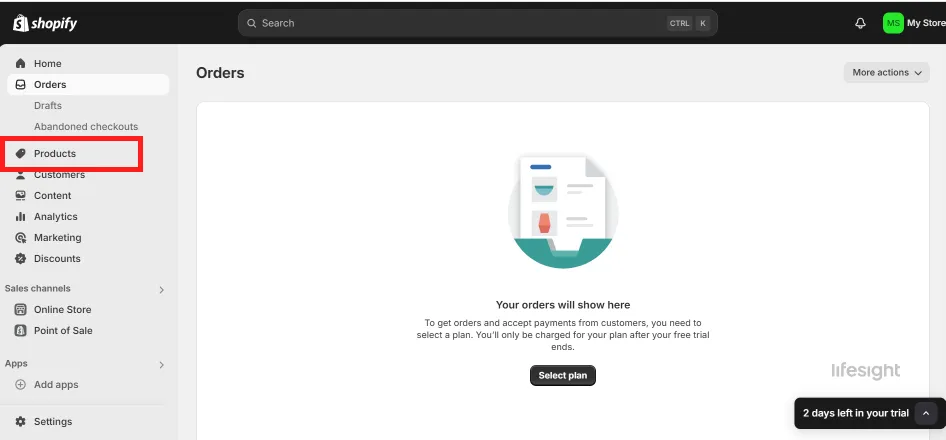 shopify
Search
CTRL K
MS My Store
Home
Orders
Drafts
Abandoned checkouts
Products
Customers
Content
Analytics
Marketing
Discounts
Sales channels
Online Store
Point of Sale
Apps
Add apps
Settings
Orders
More actions
Your orders will show here
To get orders and accept payments from customers, you need to
select a plan. You'll only be charged for your plan after your free trial
ends.
Select plan
lifesight
2 days left in your trial